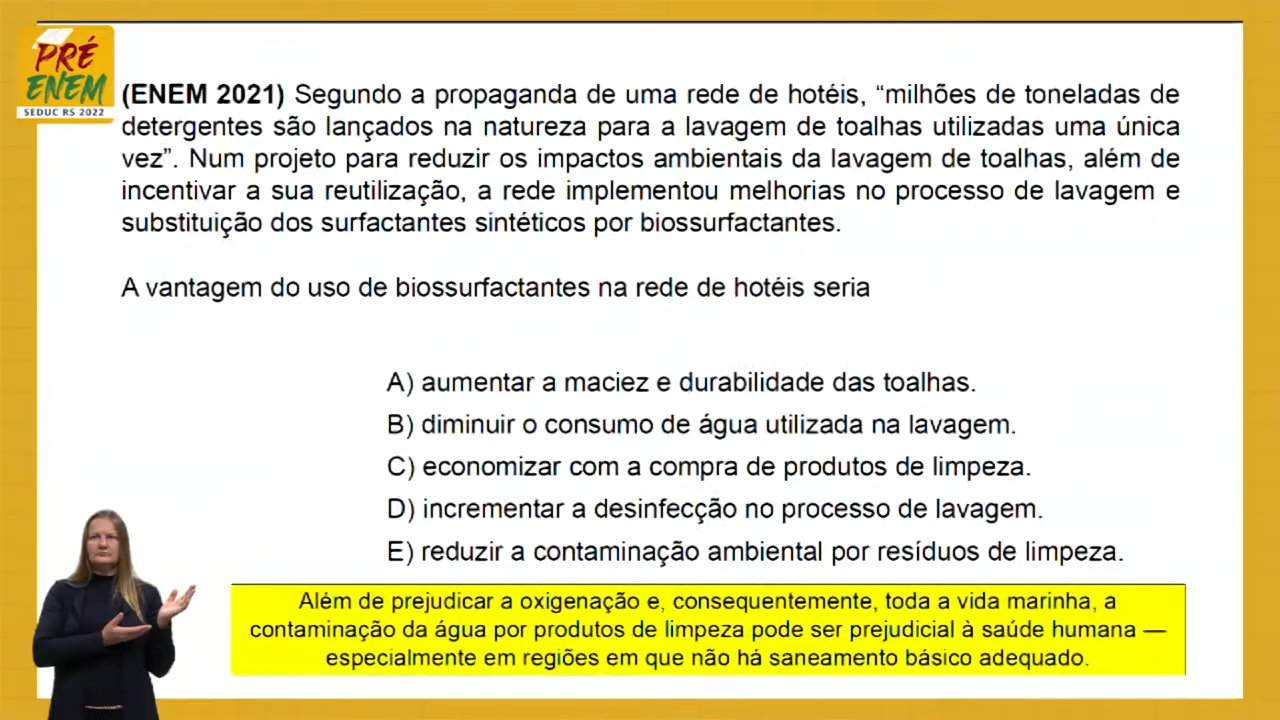 PRÉ
ENEM
SEDUC RS 2022
(ENEM 2021) Segundo a propaganda de uma rede de hotéis, “milhões de toneladas de
detergentes são lançados na natureza para a lavagem de toalhas utilizadas uma única
vez”. Num projeto para reduzir os impactos ambientais da lavagem de toalhas, além de
incentivar a sua reutilização, a rede implementou melhorias no processo de lavagem e
substituição dos surfactantes sintéticos por biossurfactantes.
A vantagem do uso de biossurfactantes na rede de hotéis seria
A) aumentar a maciez e durabilidade das toalhas.
B) diminuir o consumo de água utilizada na lavagem.
C) economizar com a compra de produtos de limpeza.
D) incrementar a desinfecção no processo de lavagem.
E) reduzir a contaminação ambiental por resíduos de limpeza.
Além de prejudicar a oxigenação e, consequentemente, toda a vida marinha, a
contaminação da água por produtos de limpeza pode ser prejudicial à saúde humana —
especialmente em regiões em que não há saneamento básico adequado.